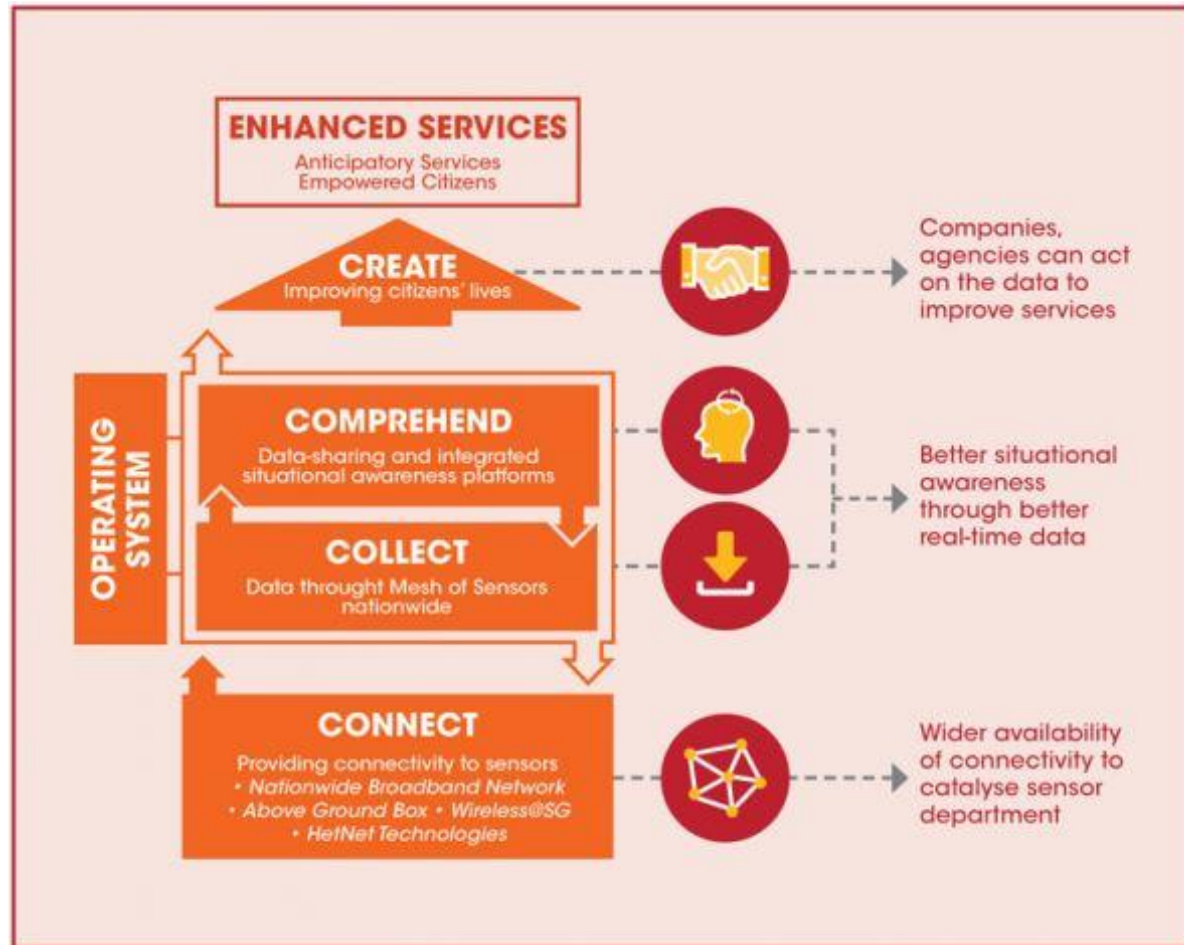 ENHANCED SERVICES
Anticipatory Services
Empowered Citizens
CREATE
Improving citizens' lives
Companies,
agencies can act
on the data to
improve services
OPERATING
SYSTEM
COMPREHEND
Data-sharing and integrated
situational awareness platforms
COLLECT
Data throught Mesh of Sensors
nationwide
Better situational
awareness
through better
real-time data
CONNECT
Providing connectivity to sensors
• Nationwide Broadband Network
• Above Ground Box • Wireless@SG
• HetNet Technologies
Wider availability
of connectivity to
catalyse sensor
department